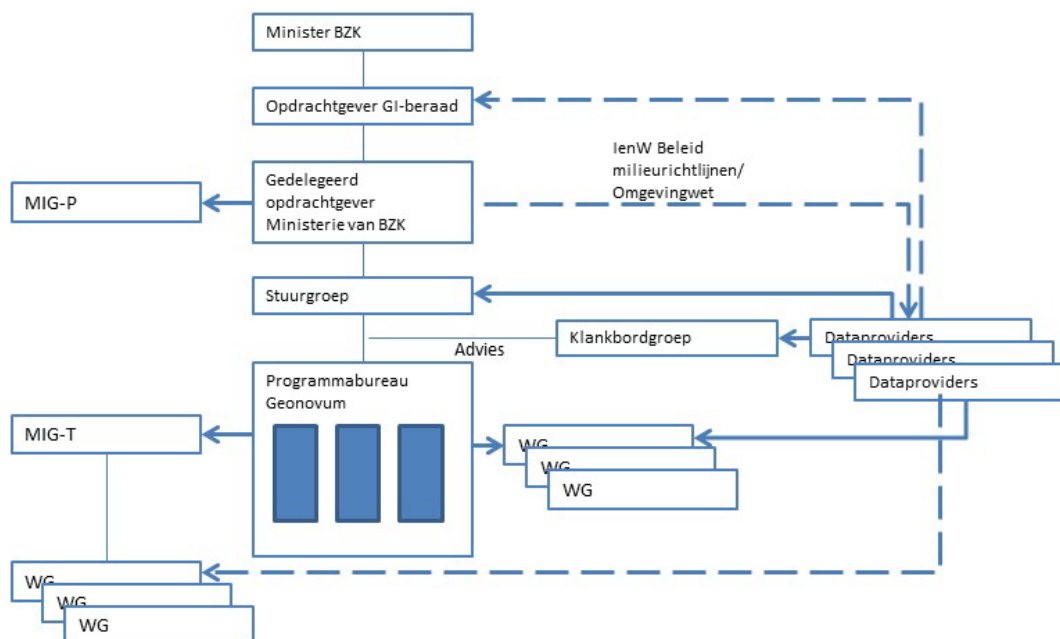 Minister BZK
Opdrachtgever GI-beraad
IenW Beleid
milieurichtlijnen/
Omgevingwet
Gedelegeerd
opdrachtgever
Ministerie van BZK
MIG-P
Stuurgroep
Klankbordgroep
Advies
Dataproviders
Dataproviders
Dataproviders
Programmabureau
Geonovum
MIG-T
WG
WG
WG
WG
WG
WG